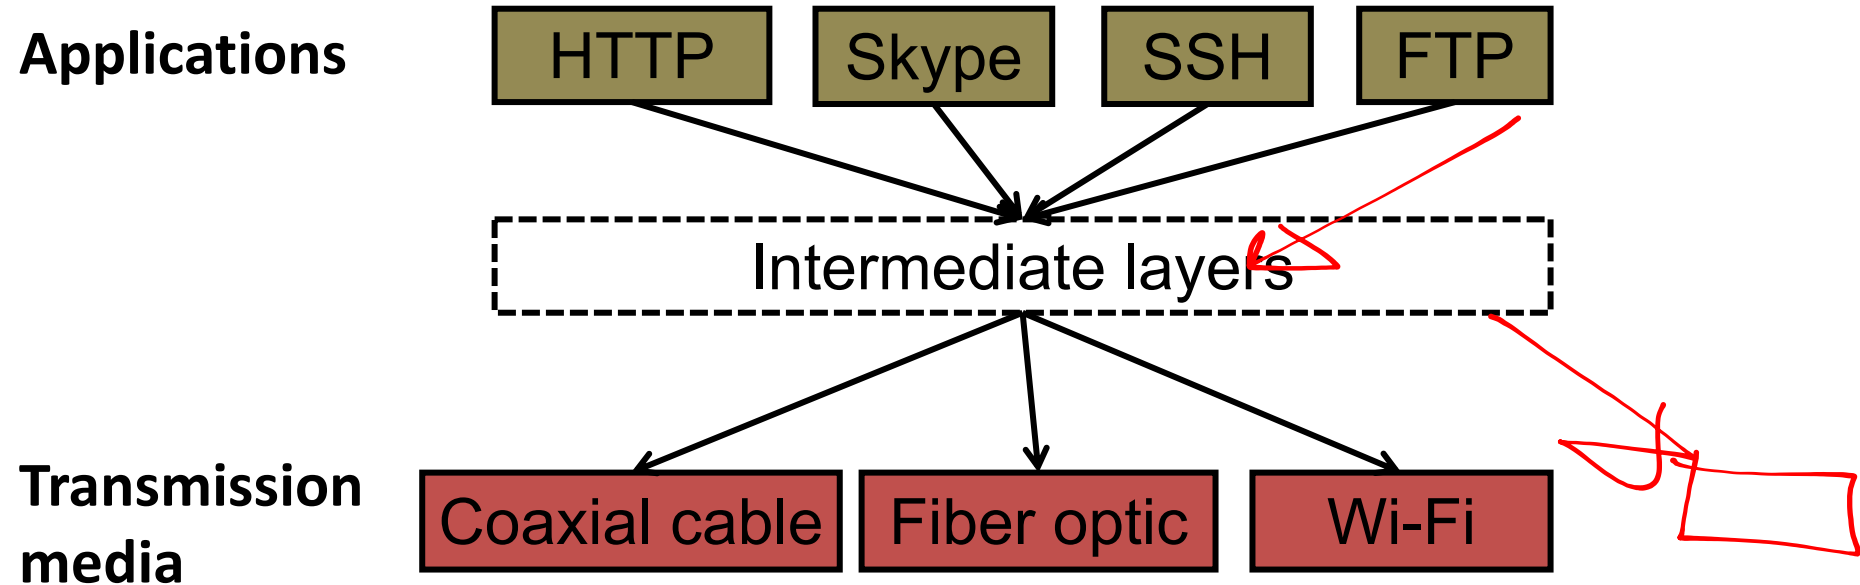 Applications
HTTP
Skype
SSH
FTP
Intermediate layers
Transmission
media
Coaxial cable
Fiber optic
Wi-Fi